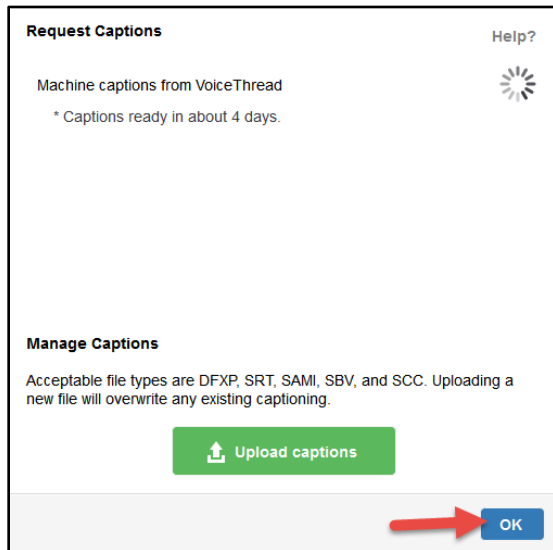 Request Captions
Help?
Machine captions from VoiceThread
* Captions ready in about 4 days.
Manage Captions
Acceptable file types are DFXP, SRT, SAMI, SBV, and SCC. Uploading a
new file will overwrite any existing captioning.
Upload captions
OK